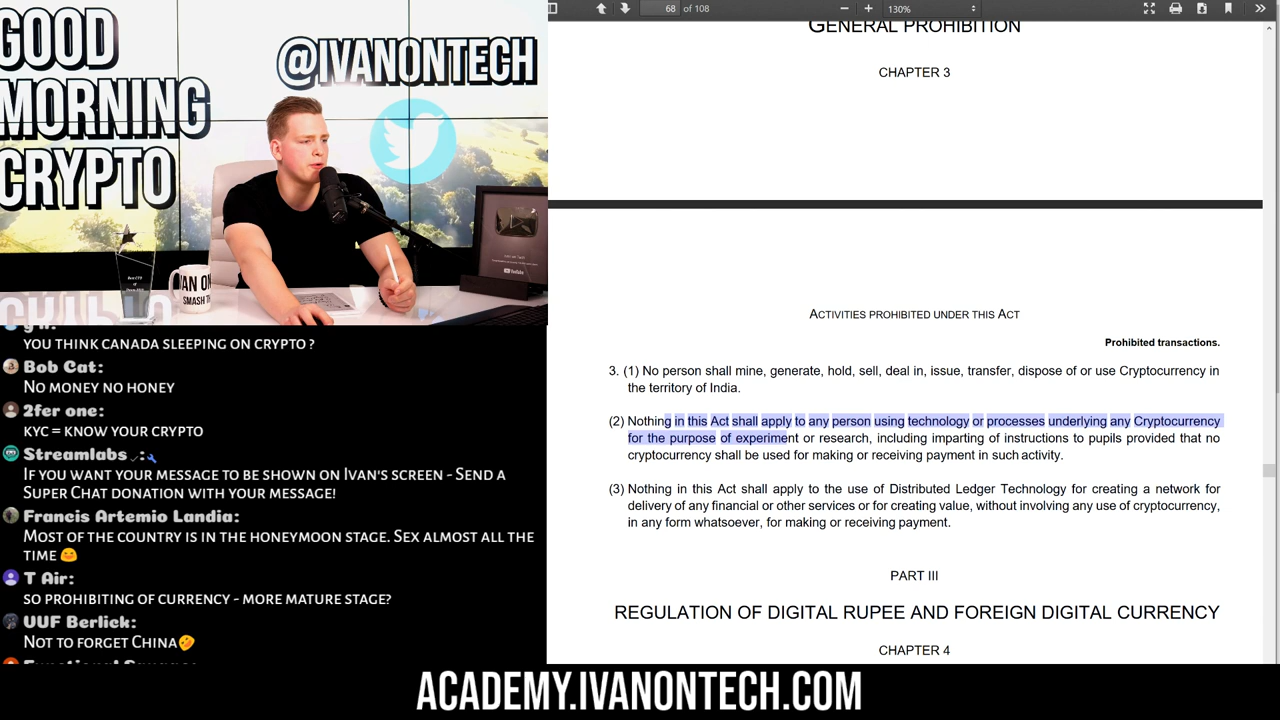 GOOD
MORNING
CRYPTO
@IVANONTECH
AN ON
SMASH
YOU THINK CANADA SLEEPING ON CRYPTO ?
Bob Cat:
NO MONEY NO HONEY
2fer one:
KYC = KNOW YOUR CRYPTO
Streamlabs
IF YOU WANT YOUR MESSAGE TO BE SHOWN ON IVAN'S SCREEN - SEND A
SUPER CHAT DONATION WITH YOUR MESSAGE!
Francis Artemio Landia:
MOST OF THE COUNTRY IS IN THE HONEYMOON STAGE. SEX ALMOST ALL THE
TIME 😆
T Air:
SO PROHIBITING OF CURRENCY - MORE MATURE STAGE?
VVF Berlick:
NOT TO FORGET CHINA🤣
68 of 108
130%
GENERAL PROHIBITION
CHAPTER 3
ACTIVITIES PROHIBITED UNDER THIS ACT
Prohibited transactions.
3. (1) No person shall mine, generate, hold, sell, deal in, issue, transfer, dispose of or use Cryptocurrency in
the territory of India.
(2) Nothing in this Act shall apply to any person using technology or processes underlying any Cryptocurrency
for the purpose of experiment or research, including imparting of instructions to pupils provided that no
cryptocurrency shall be used for making or receiving payment in such activity.
(3) Nothing in this Act shall apply to the use of Distributed Ledger Technology for creating a network for
delivery of any financial or other services or for creating value, without involving any use of cryptocurrency,
in any form whatsoever, for making or receiving payment.
PART III
REGULATION OF DIGITAL RUPEE AND FOREIGN DIGITAL CURRENCY
CHAPTER 4
ACADEMY.IVANONTECH.COM